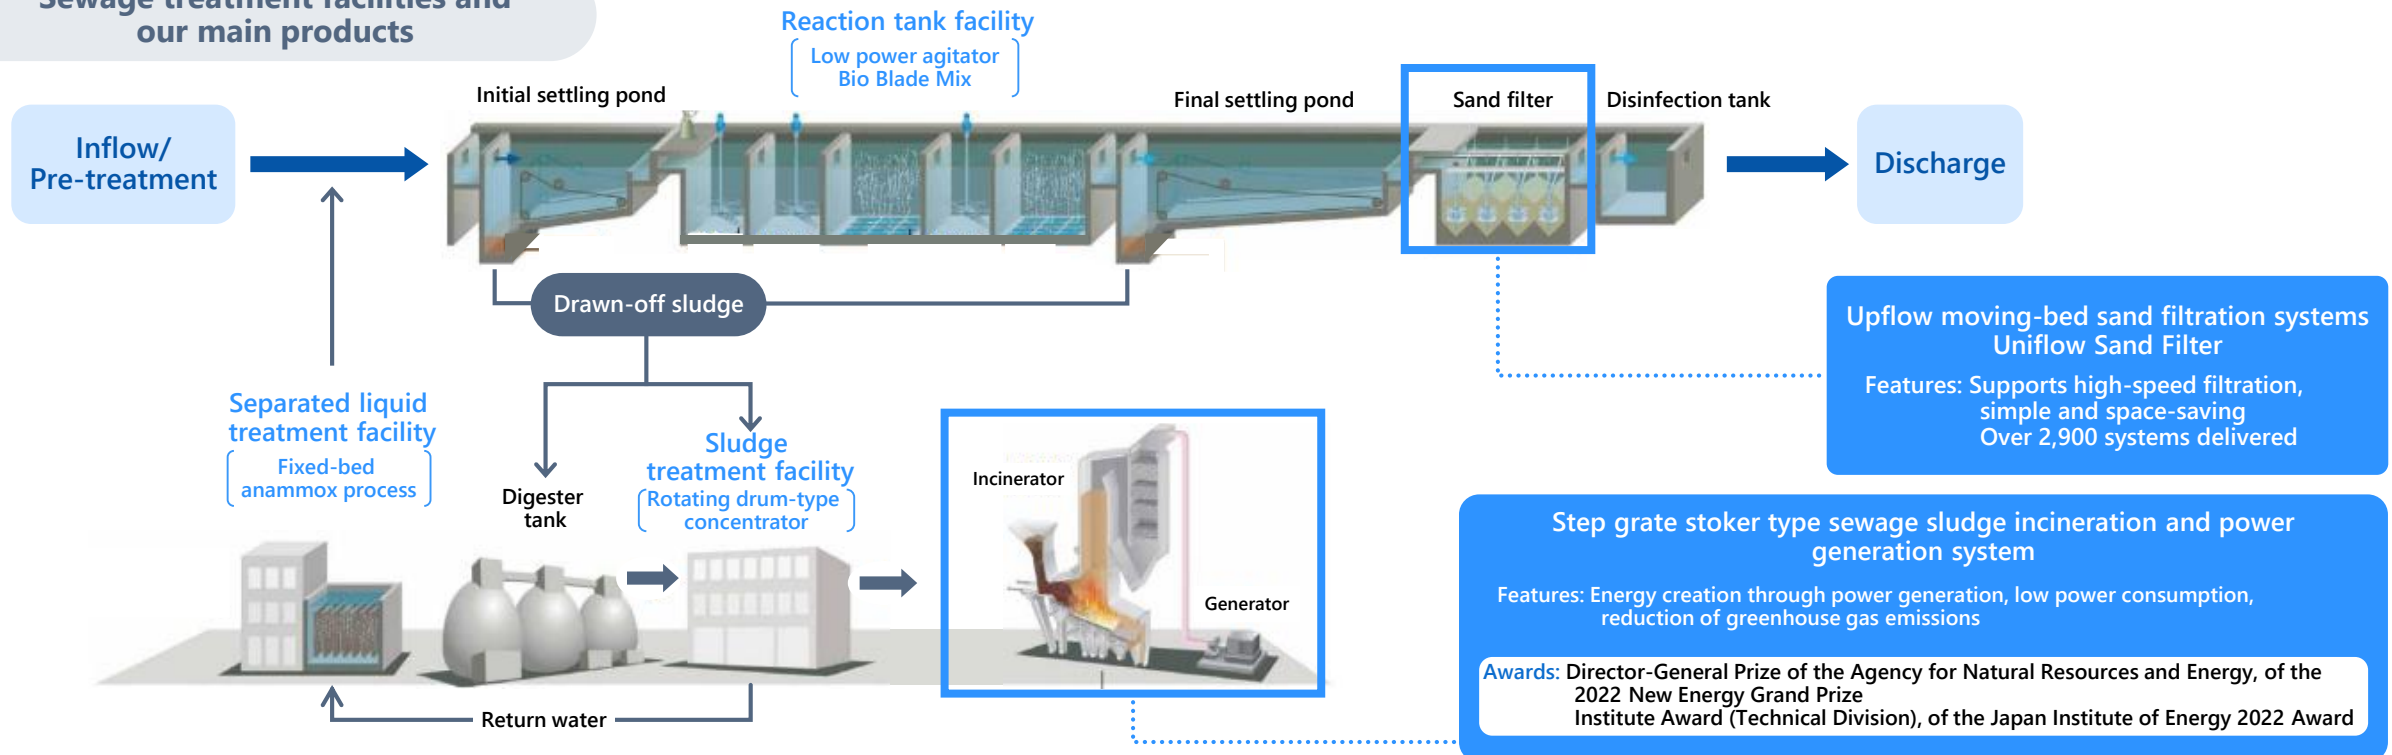 Sewage treatment facilities and
our main products
Reaction tank facility
Low power agitator
Bio Blade Mix
Initial settling pond
Final settling pond
Sand filter
Disinfection tank
Inflow/
Pre-treatment
Discharge
Drawn-off sludge
Upflow moving-bed sand filtration systems
Uniflow Sand Filter
Features: Supports high-speed filtration,
simple and space-saving
Over 2,900 systems delivered
Separated liquid
treatment facility
Fixed-bed
anammox process
Digester
tank
Sludge
treatment facility
Rotating drum-type
concentrator
Incinerator
Generator
Step grate stoker type sewage sludge incineration and power
generation system
Features: Energy creation through power generation, low power consumption,
reduction of greenhouse gas emissions
Awards: Director-General Prize of the Agency for Natural Resources and Energy, of the
2022 New Energy Grand Prize
Institute Award (Technical Division), of the Japan Institute of Energy 2022 Award
Return water